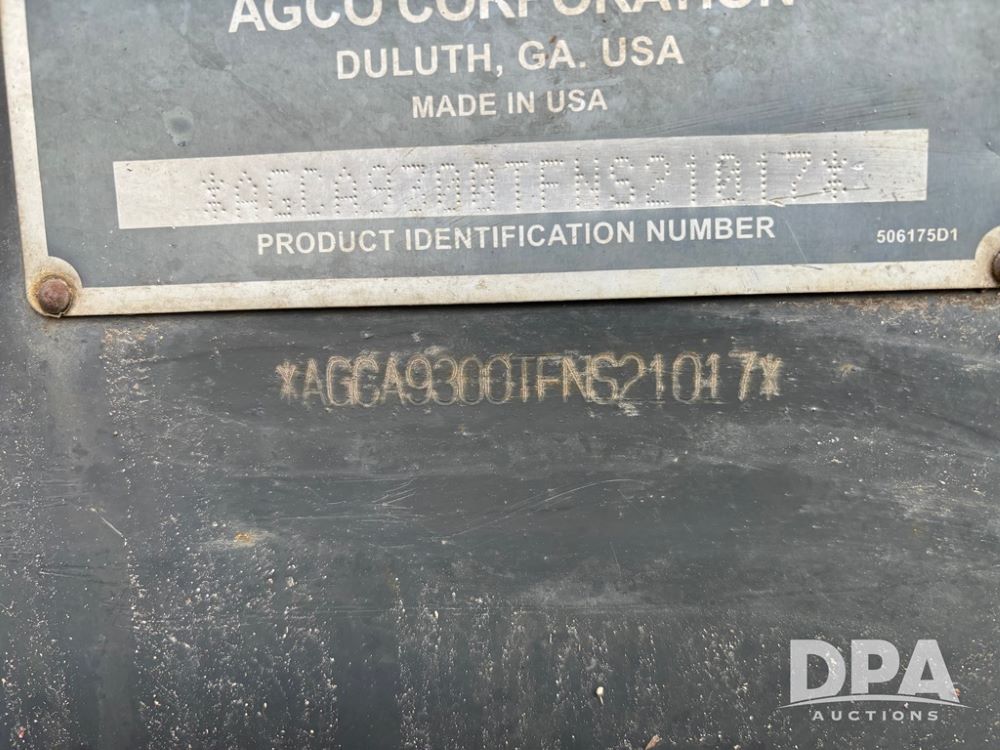 AGCO CORPORATION
DULUTH, GA. USA
MADE IN USA
*AGCA9300TFNS21017*
PRODUCT IDENTIFICATION NUMBER
506175D1
*AGCA9300TFNS21017*
DPA
AUCTIONS